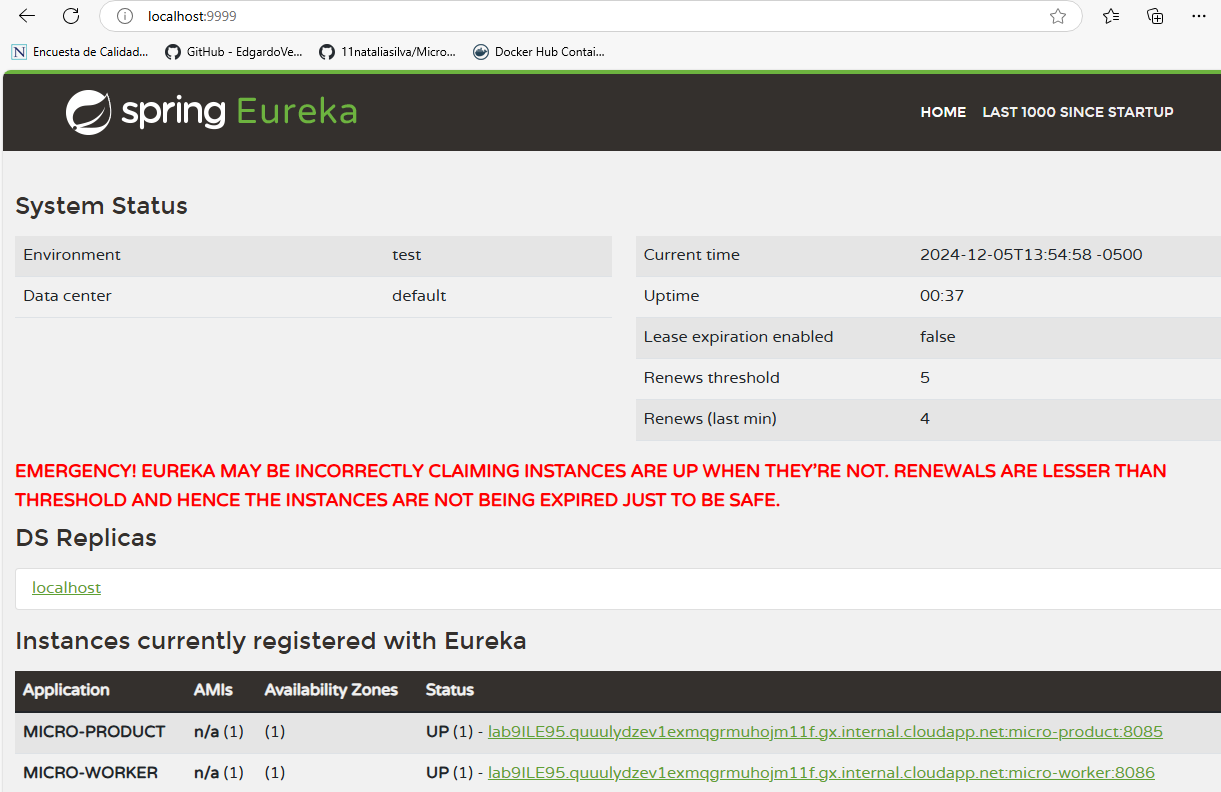 localhost:9999
Encuesta de Calidad... GitHub - EdgardoVe... 11nataliasilva/Micro... Docker Hub Contai...
spring Eureka
HOME LAST 1000 SINCE STARTUP
System Status
Environment test
Data center default
Current time 2024-12-05T13:54:58 -0500
Uptime 00:37
Lease expiration enabled false
Renews threshold 5
Renews (last min) 4
EMERGENCY! EUREKA MAY BE INCORRECTLY CLAIMING INSTANCES ARE UP WHEN THEY'RE NOT. RENEWALS ARE LESSER THAN
THRESHOLD AND HENCE THE INSTANCES ARE NOT BEING EXPIRED JUST TO BE SAFE.
DS Replicas
localhost
Instances currently registered with Eureka
Application AMIs Availability Zones Status
MICRO-PRODUCT n/a (1) (1) UP (1) - lab9ILE95.quuulydzev1exmqgrmuhojm11f.gx.internal.cloudapp.net:micro-product:8085
MICRO-WORKER n/a (1) (1) UP (1) - lab9ILE95.quuulydzev1exmqgrmuhojm11f.gx.internal.cloudapp.net:micro-worker:8086